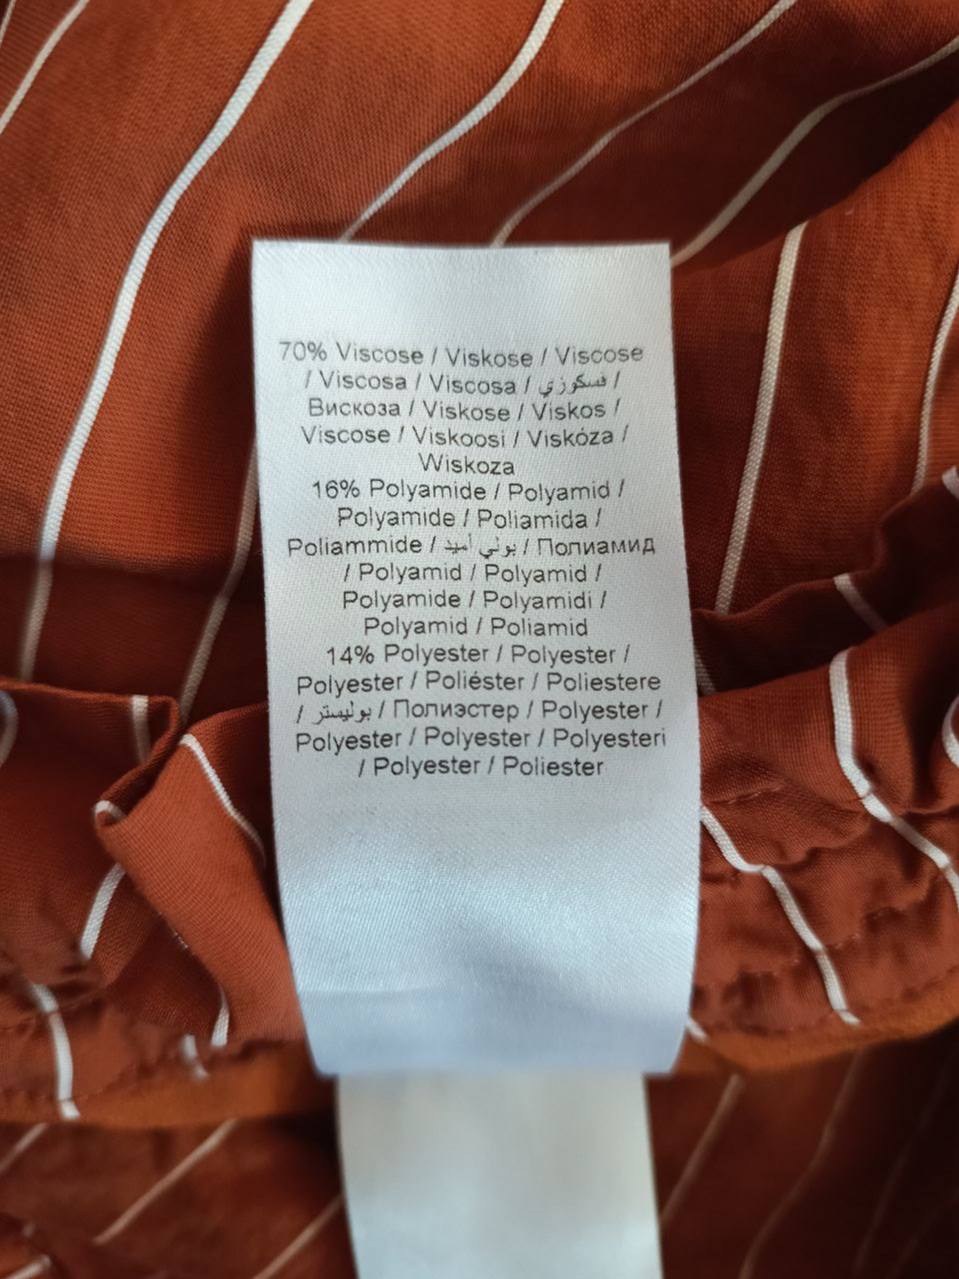 70% Viscose / Viskose / Viscose
/ Viscosa / Viscosa / فسكوزي /
Вискоза / Viskose / Viskos /
Viscose / Viskoosi / Viskóza /
Wiskoza
16% Polyamide / Polyamid /
Polyamide / Poliamida /
Poliammide / بولي أميد / Полиамид
/ Polyamid / Polyamid /
Polyamide / Polyamidi /
Polyamid / Poliamid
14% Polyester / Polyester /
Polyester / Poliéster / Poliestere
/ بوليستر / Полиэстер / Polyester /
Polyester / Polyester / Polyesteri
/ Polyester / Poliester